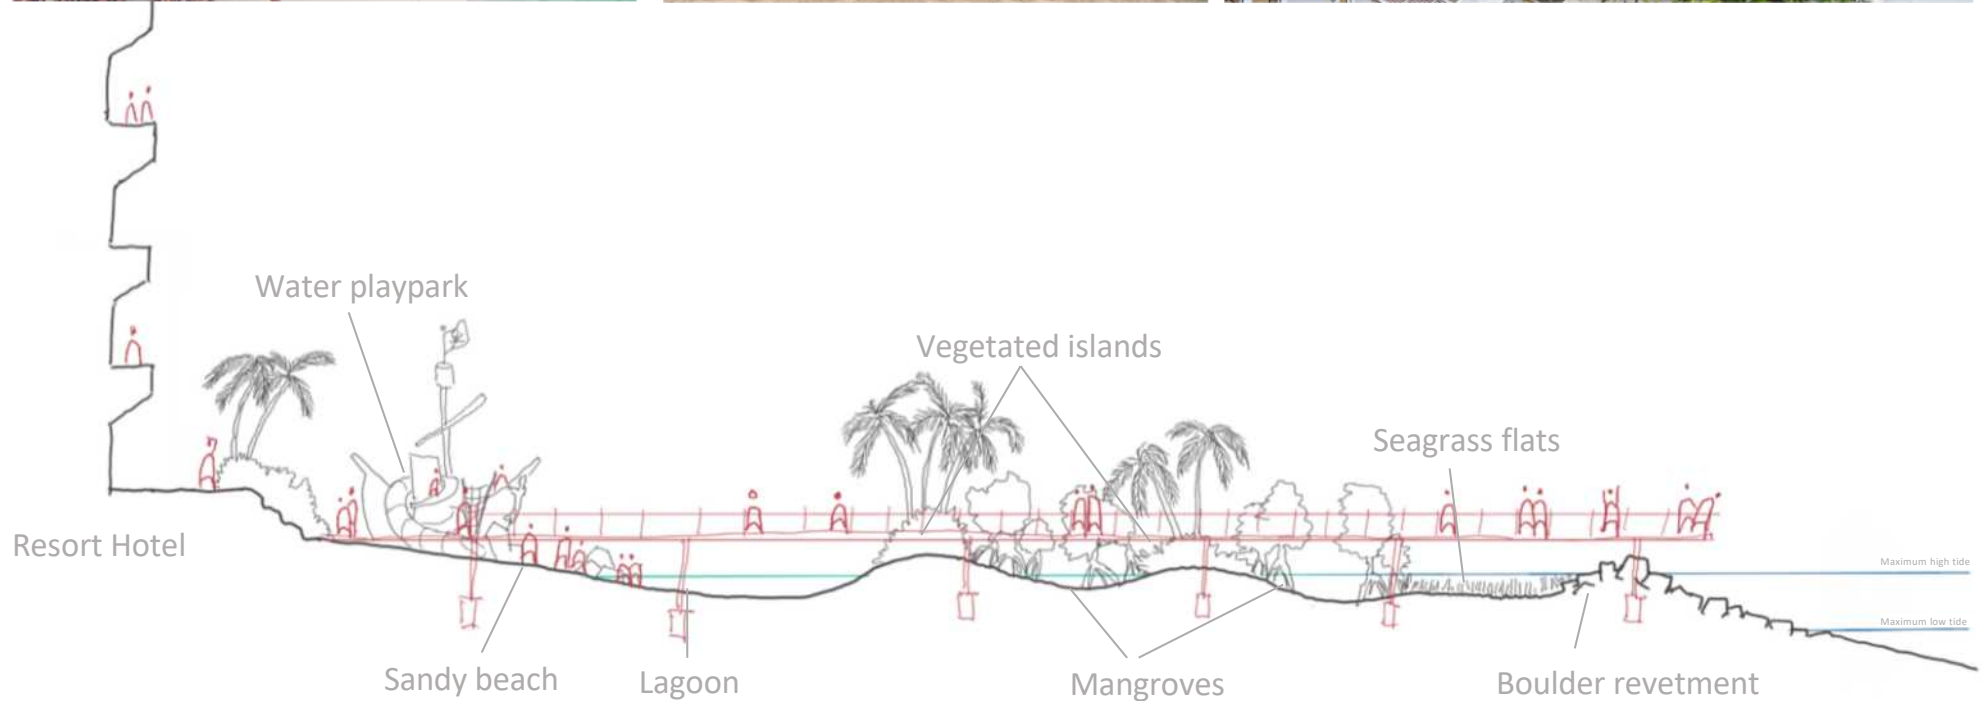 Water playpark
Vegetated islands
Seagrass flats
Resort Hotel
Maximum high tide
Maximum low tide
Sandy beach
Lagoon
Mangroves
Boulder revetment